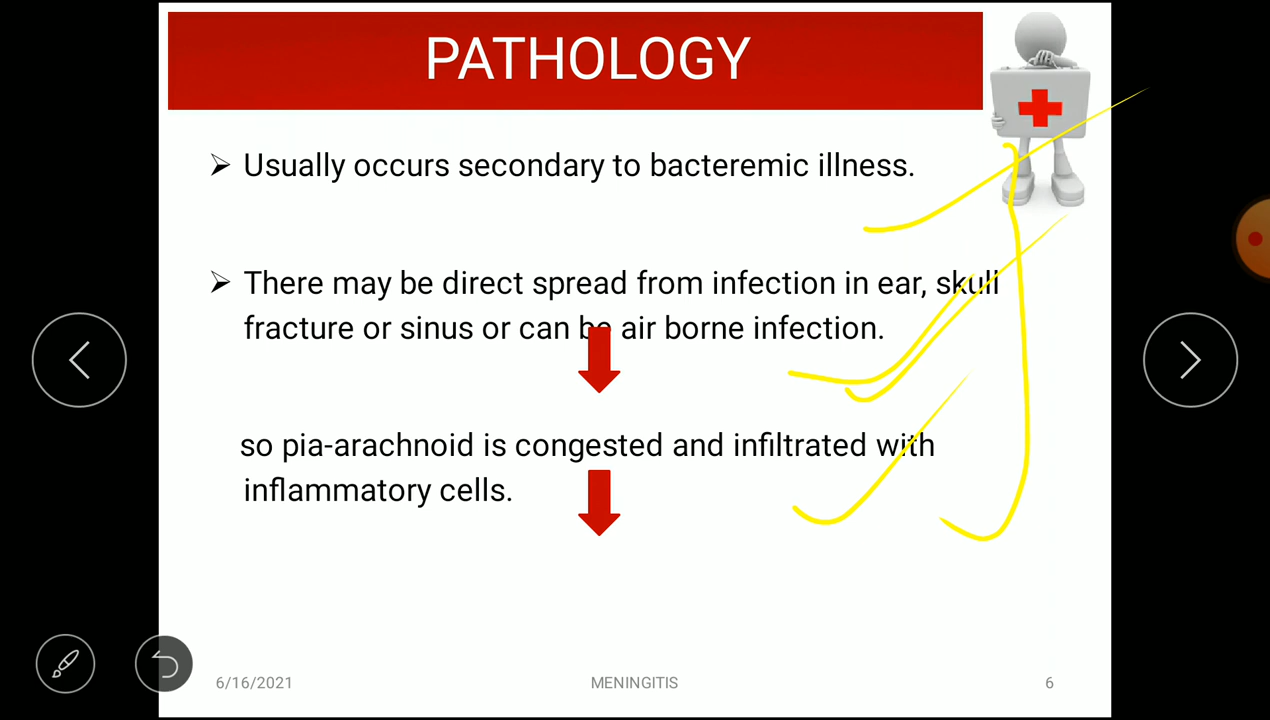 PATHOLOGY
Usually occurs secondary to bacteremic illness.
There may be direct spread from infection in ear, skull
fracture or sinus or can be air borne infection.
so pia-arachnoid is congested and infiltrated with
inflammatory cells.
6/16/2021 MENINGITIS 6